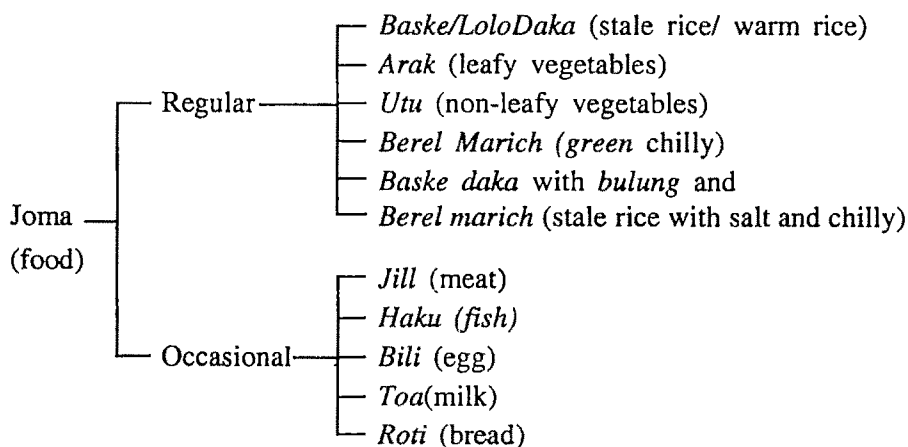 Baske/LoloDaka (stale rice/ warm rice)
Arak (leafy vegetables)
Regular
Utu (non-leafy vegetables)
Berel Marich (green chilly)
Baske daka with bulung and
Joma
Berel marich (stale rice with salt and chilly)
(food)
Jill (meat)
Haku (fish)
Occasional
Bili (egg)
Toa(milk)
Roti (bread)